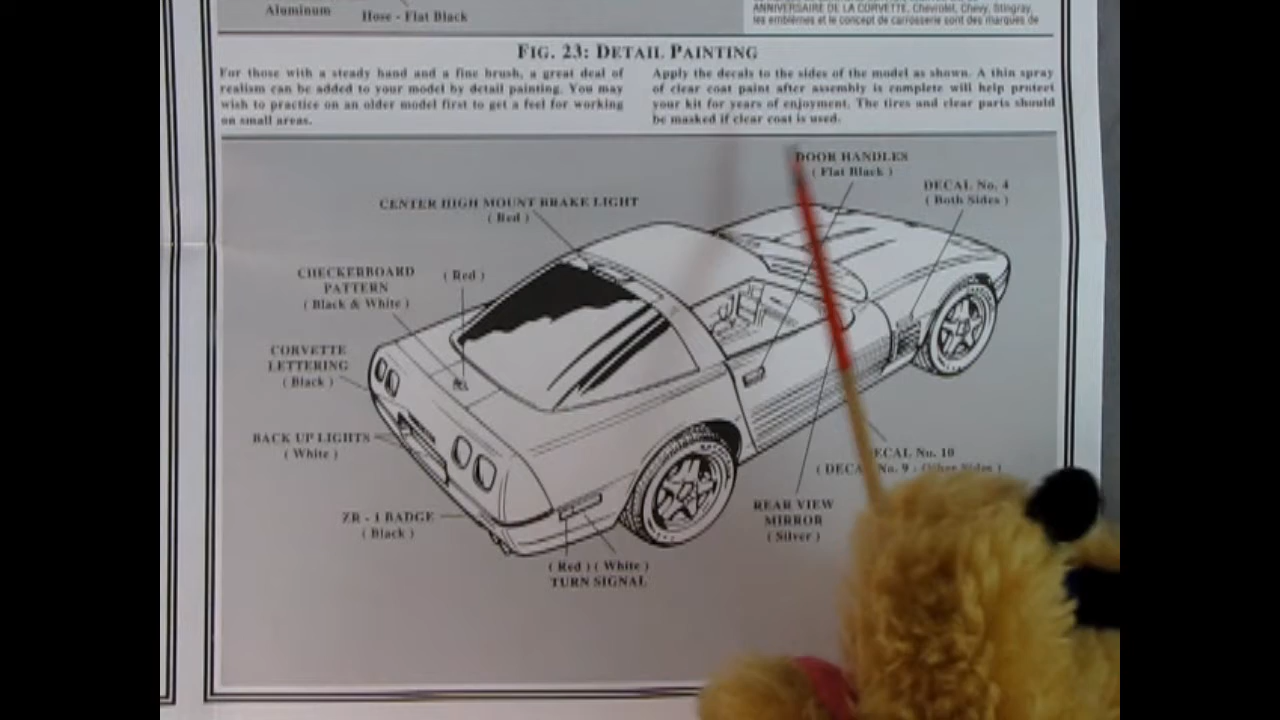 Aluminum
Hose - Flat Black
ANNIVERSAIRE DE LA CORVETTE, Chevrolet, Chevy, Stingray,
les emblèmes et le concept de carrosserie sont des marques de
FIG. 23: DETAIL PAINTING
For those with a steady hand and a fine brush, a great deal of
realism can be added to your model by detail painting. You may
wish to practice on an older model first to get a feel for working
on small areas.
Apply the decals to the sides of the model as shown. A thin spray
of clear coat paint after assembly is complete will help protect
your kit for years of enjoyment. The tires and clear parts should
be masked if clear coat is used.
DOOR HANDLES
( Flat Black )
DECAL No. 4
( Both Sides )
CENTER HIGH MOUNT BRAKE LIGHT
( Red )
CHECKERBOARD
PATTERN
( Black & White )
( Red )
CORVETTE
LETTERING
( Black )
BACK UP LIGHTS
( White )
ECAL No. 10
( DECA No. 9 - Other Sides )
REAR VIEW
MIRROR
( Silver )
ZR - 1 BADGE
( Black )
( Red ) ( White )
TURN SIGNAL